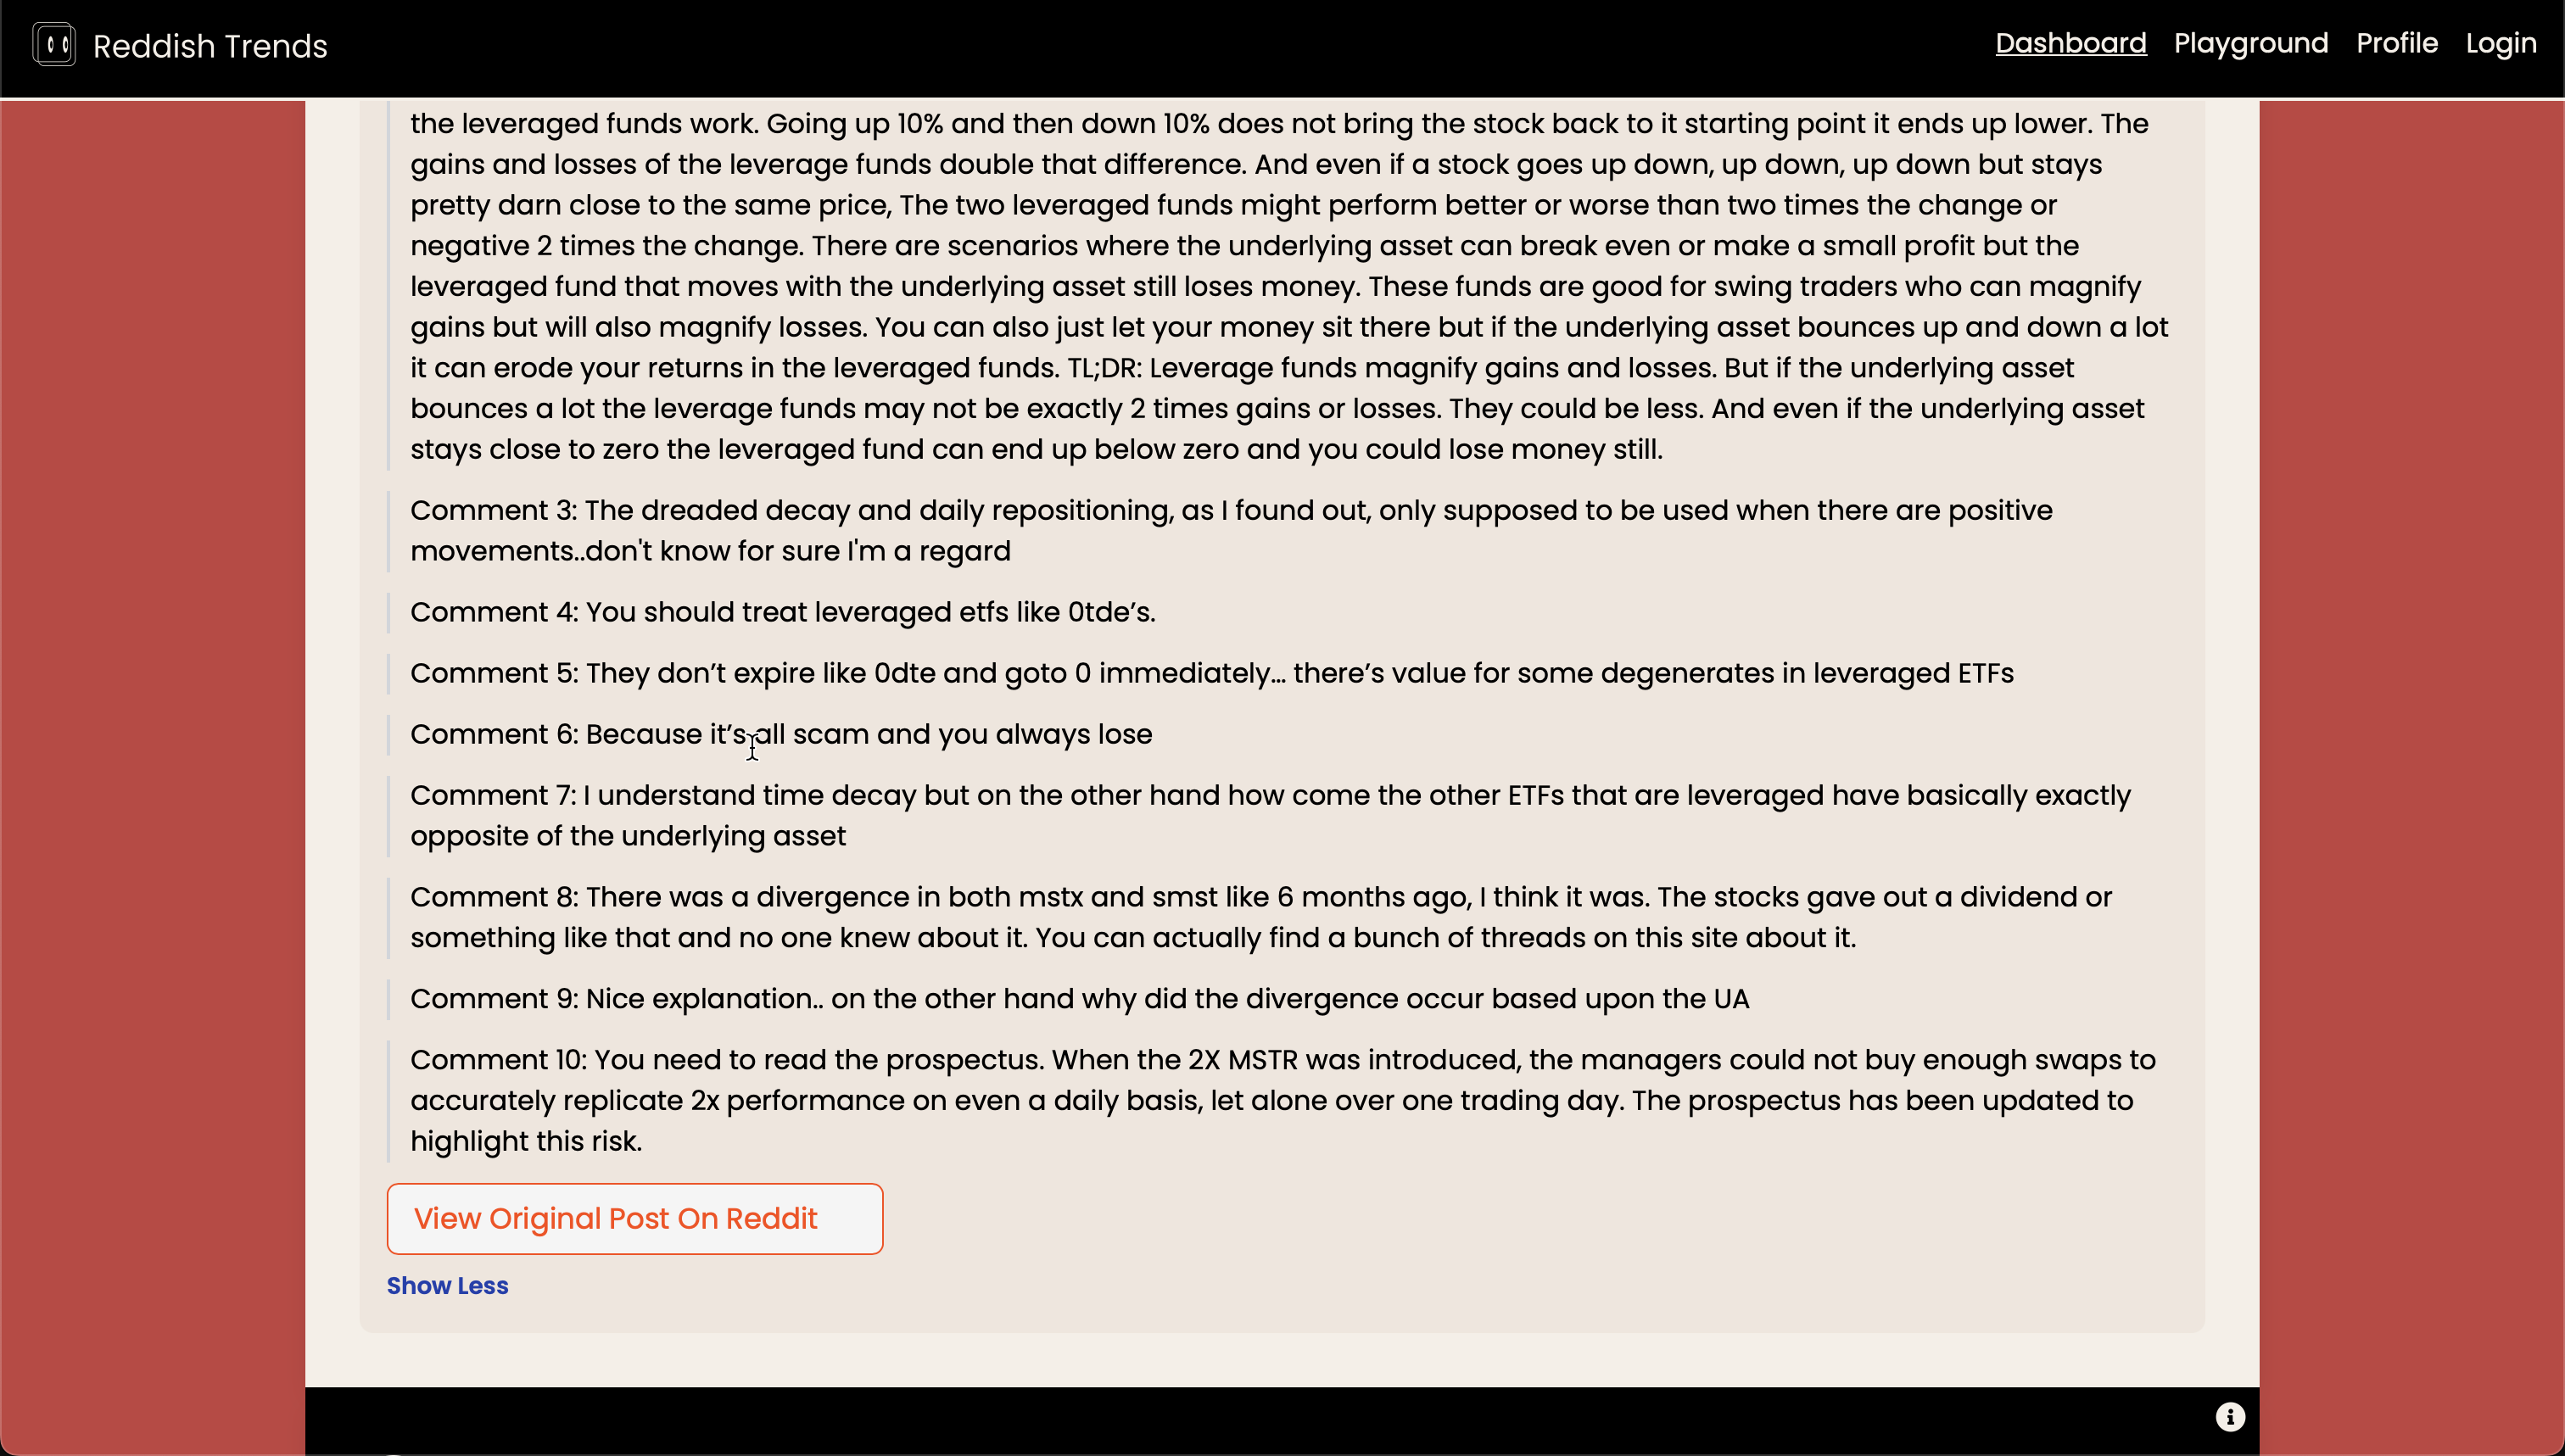 Reddish Trends
Dashboard Playground Profile Login
the leveraged funds work. Going up 10% and then down 10% does not bring the stock back to it starting point it ends up lower. The
gains and losses of the leverage funds double that difference. And even if a stock goes up down, up down, up down but stays
pretty darn close to the same price, The two leveraged funds might perform better or worse than two times the change or
negative 2 times the change. There are scenarios where the underlying asset can break even or make a small profit but the
leveraged fund that moves with the underlying asset still loses money. These funds are good for swing traders who can magnify
gains but will also magnify losses. You can also just let your money sit there but if the underlying asset bounces up and down a lot
it can erode your returns in the leveraged funds. TL;DR: Leverage funds magnify gains and losses. But if the underlying asset
bounces a lot the leverage funds may not be exactly 2 times gains or losses. They could be less. And even if the underlying asset
stays close to zero the leveraged fund can end up below zero and you could lose money still.
Comment 3: The dreaded decay and daily repositioning, as I found out, only supposed to be used when there are positive
movements..don't know for sure I'm a regard
Comment 4: You should treat leveraged etfs like 0tde’s.
Comment 5: They don’t expire like 0dte and goto 0 immediately… there’s value for some degenerates in leveraged ETFs
Comment 6: Because it’s all scam and you always lose
Comment 7: I understand time decay but on the other hand how come the other ETFs that are leveraged have basically exactly
opposite of the underlying asset
Comment 8: There was a divergence in both mstx and smst like 6 months ago, I think it was. The stocks gave out a dividend or
something like that and no one knew about it. You can actually find a bunch of threads on this site about it.
Comment 9: Nice explanation.. on the other hand why did the divergence occur based upon the UA
Comment 10: You need to read the prospectus. When the 2X MSTR was introduced, the managers could not buy enough swaps to
accurately replicate 2x performance on even a daily basis, let alone over one trading day. The prospectus has been updated to
highlight this risk.
View Original Post On Reddit
Show Less